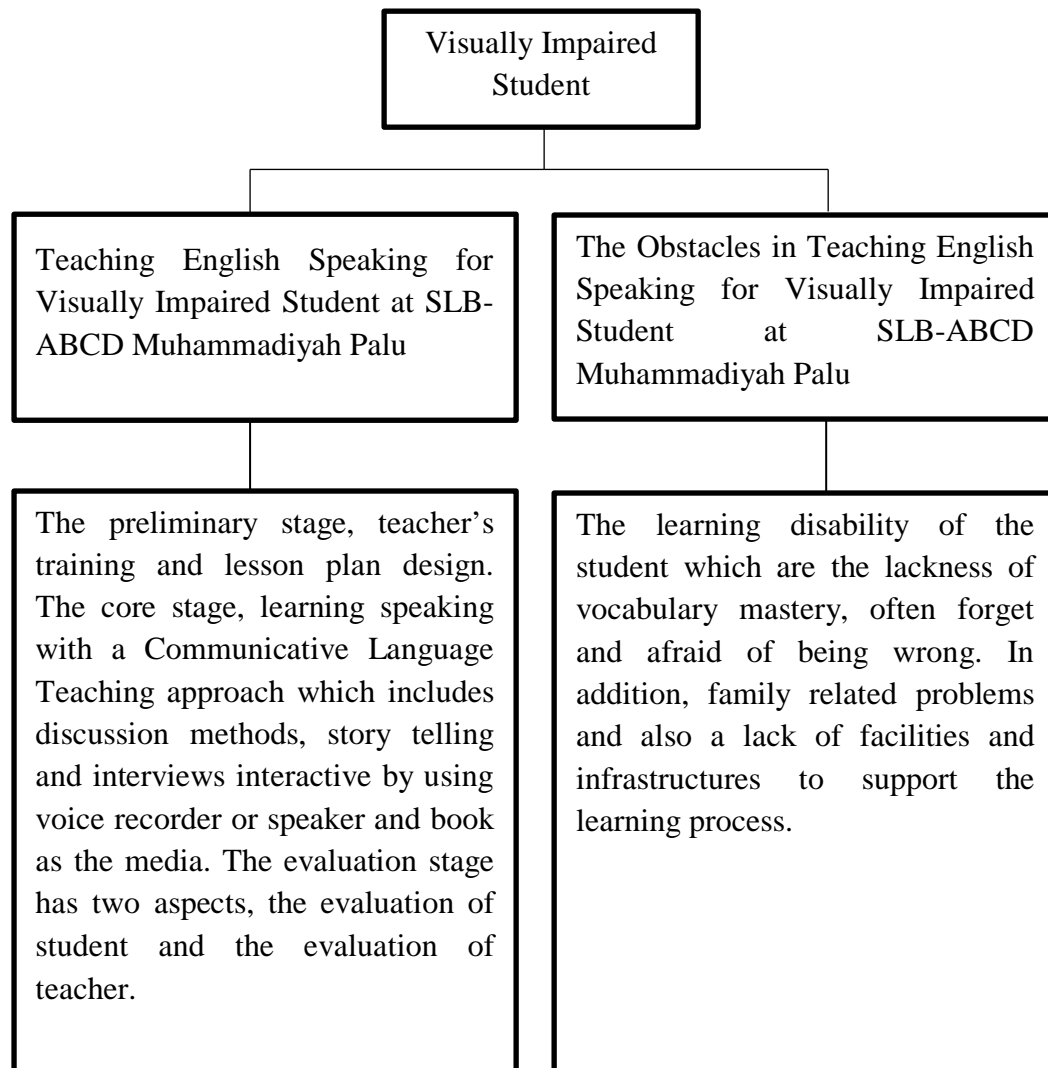 Visually Impaired
Student
Teaching English Speaking for
Visually Impaired Student at SLB-
ABCD Muhammadiyah Palu
The Obstacles in Teaching English
Speaking for Visually Impaired
Student at SLB-ABCD
Muhammadiyah Palu
The preliminary stage, teacher’s
training and lesson plan design.
The core stage, learning speaking
with a Communicative Language
Teaching approach which includes
discussion methods, story telling
and interviews interactive by using
voice recorder or speaker and book
as the media. The evaluation stage
has two aspects, the evaluation of
student and the evaluation of
teacher.
The learning disability of the
student which are the lackness of
vocabulary mastery, often forget
and afraid of being wrong. In
addition, family related problems
and also a lack of facilities and
infrastructures to support the
learning process.